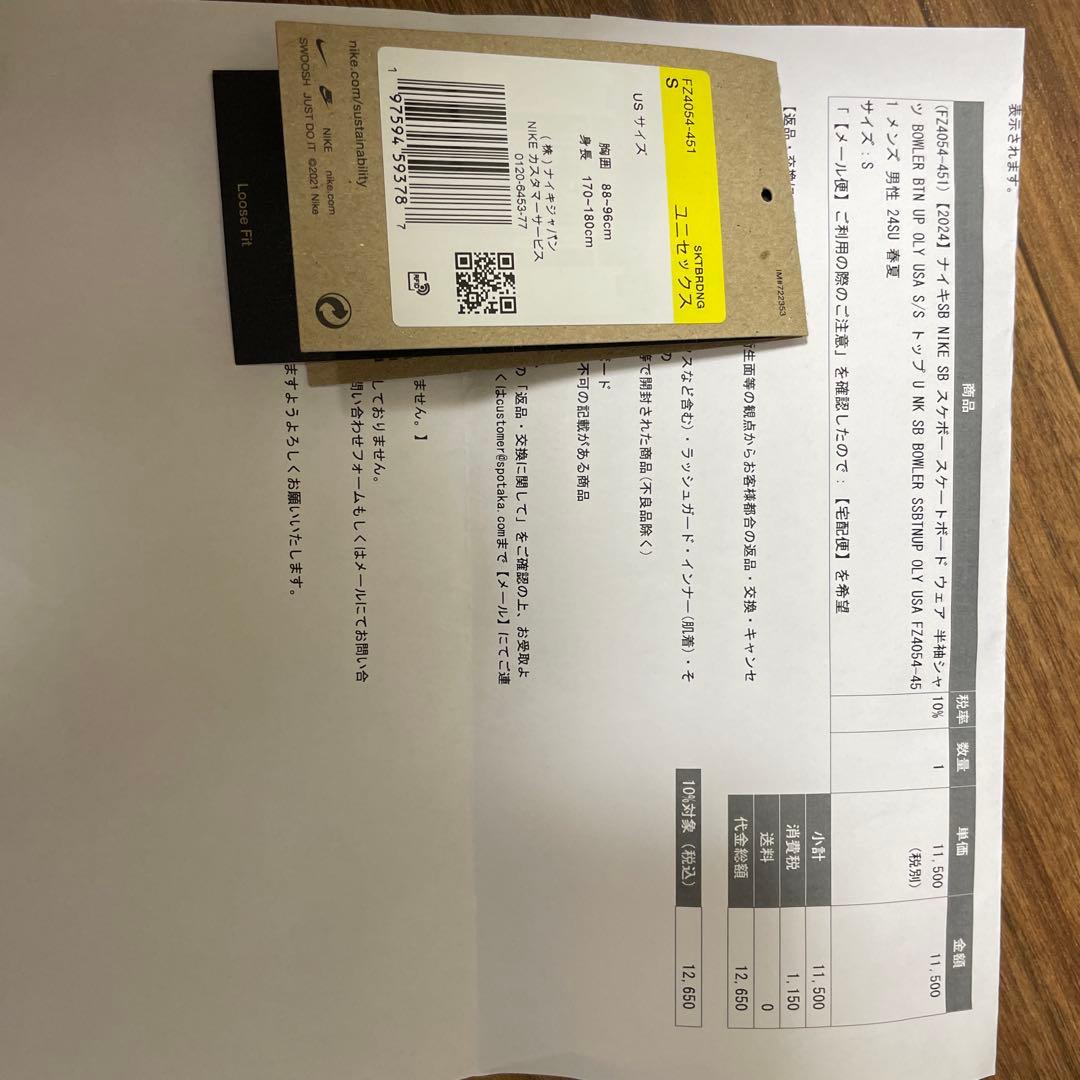 表示されます。
商品 税率 数量 単価 金額
(FZ4054-451) 【2024】ナイキSB NIKE SB スケボー スケートボード ウェア 半袖シャ 10% 1 11,500 11,500
ツ BOWLER BTN UP OLY USA S/S トップ U NK SB BOWLER SSBTNUP OLY USA FZ4054-45 (税別)
1 メンズ 男性 24SU 春夏
サイズ:S
「【メール便】ご利用の際のご注意」を確認したので:【宅配便】を希望
小計 11,500
消費税 1,150
送料 0
代金総額 12,650
10%対象(税込) 12,650
【返品・交換に
衛生面等の観点からお客様都合の返品・交換・キャンセ
スなど含む)・ラッシュガード・インナー(肌着)・そ
の
等で開封された商品(不良品除く)
ード
不可の記載がある商品
の「返品・交換に関して」をご確認の上、お受取よ
くはcustomer@spotaka.comまで【メール】にてご連
ません。】
しておりません。
問い合わせフォームもしくはメールにてお問い合
ますようよろしくお願いいたします。
IM#722353
SKTBRDNG
FZ4054-451 ユニセックス
S
US サイズ
胸囲 88-96cm
身長 170-180cm
(株)ナイキジャパン
NIKE カスタマーサービス
0120-6453-77
1 97594 59378 7
RFID
nike.com/sustainability
NIKE nike.com
SWOOSH JUST DO IT ©2021 Nike
Loose Fit